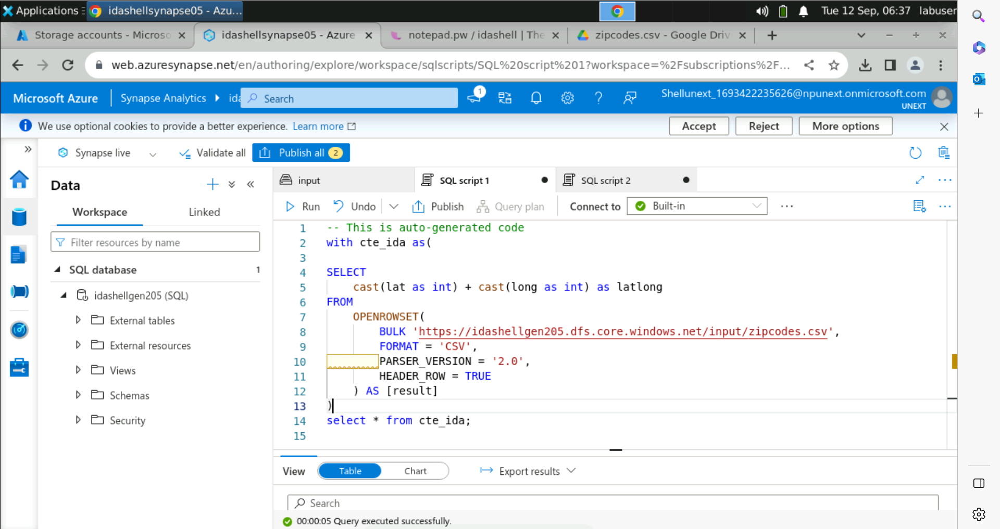 Applications
idashellsynapse05 - Azu...
Tue 12 Sep, 06:37
labuser
Storage accounts - Microso
idashellsynapse05 - Azure
notepad.pw / idashell | The
zipcodes.csv - Google Driv
web.azuresynapse.net/en/authoring/explore/workspace/sqlscripts/SQL%20script%201?workspace=%2Fsubscriptions%2F...
Microsoft Azure
Synapse Analytics
ida
Search
1
Shellunext_1693422235626@npunext.onmicrosoft.com
UNEXT
We use optional cookies to provide a better experience. Learn more
Accept
Reject
More options
Synapse live
Validate all
Publish all 2
Data
Workspace
Linked
Filter resources by name
SQL database 1
idashellgen205 (SQL)
External tables
External resources
Views
Schemas
Security
input
SQL script 1
SQL script 2
Run
Undo
Publish
Query plan
Connect to
Built-in
1 -- This is auto-generated code
2 with cte_ida as(
3
4 SELECT
5 cast(lat as int) + cast(long as int) as latlong
6 FROM
7 OPENROWSET(
8 BULK 'https://idashellgen205.dfs.core.windows.net/input/zipcodes.csv',
9 FORMAT = 'CSV',
10 PARSER_VERSION = '2.0',
11 HEADER_ROW = TRUE
12 ) AS [result]
13 )
14 select * from cte_ida;
15
View
Table
Chart
Export results
Search
00:00:05 Query executed successfully.